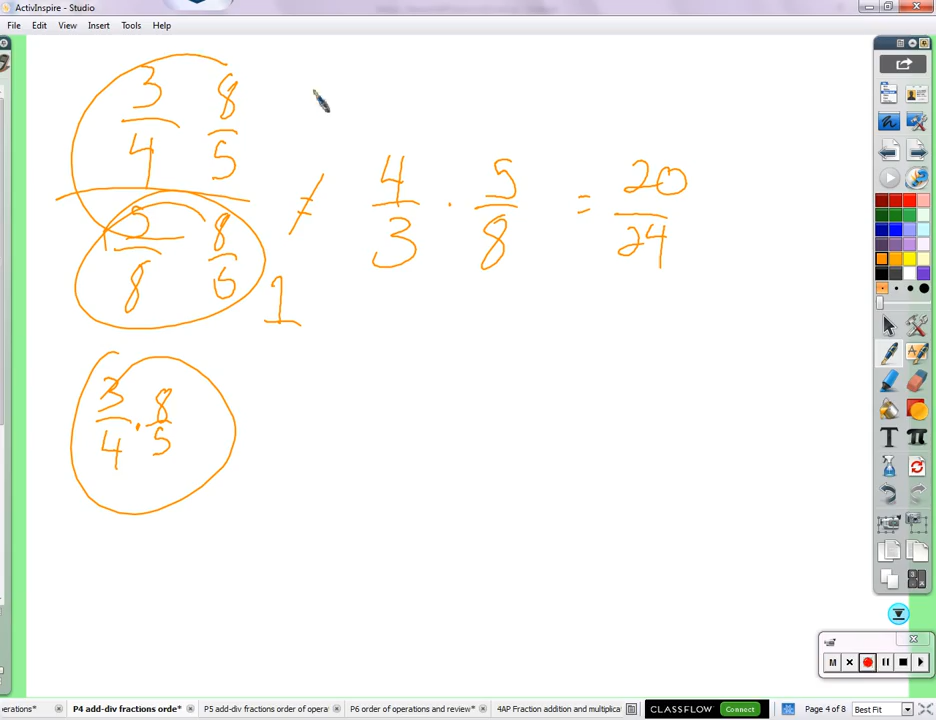 ActivInspire - Studio
File Edit View Insert Tools Help
3 8
4 5
5 8
8 5
1
≠ 4/3 · 5/8 = 20/24
3/4 · 8/5
M
erations*
P4 add-div fractions orde*
P5 add-div fractions order of opera
P6 order of operations and review*
4AP Fraction addition and multiplica
CLASSFLOW
Connect
Page 4 of 8
Best Fit